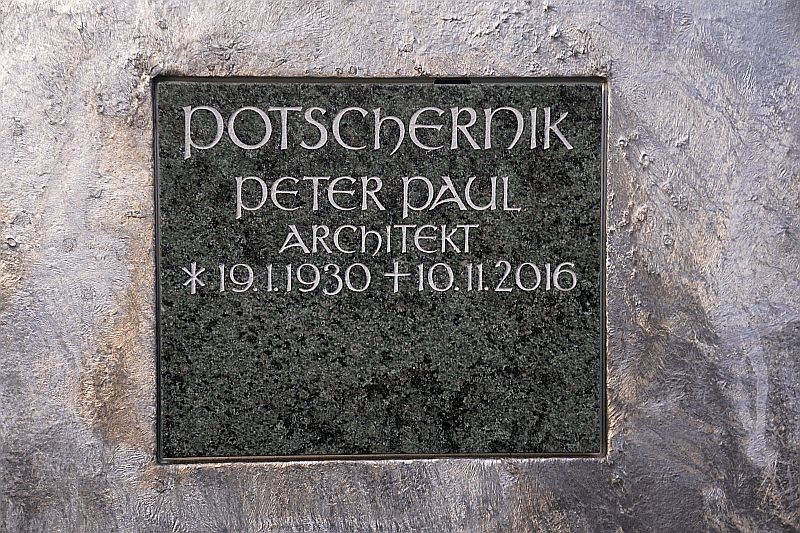 POTSCHERNIK
PETER PAUL
ARCHITEKT
* 19.1.1930 † 10.11.2016